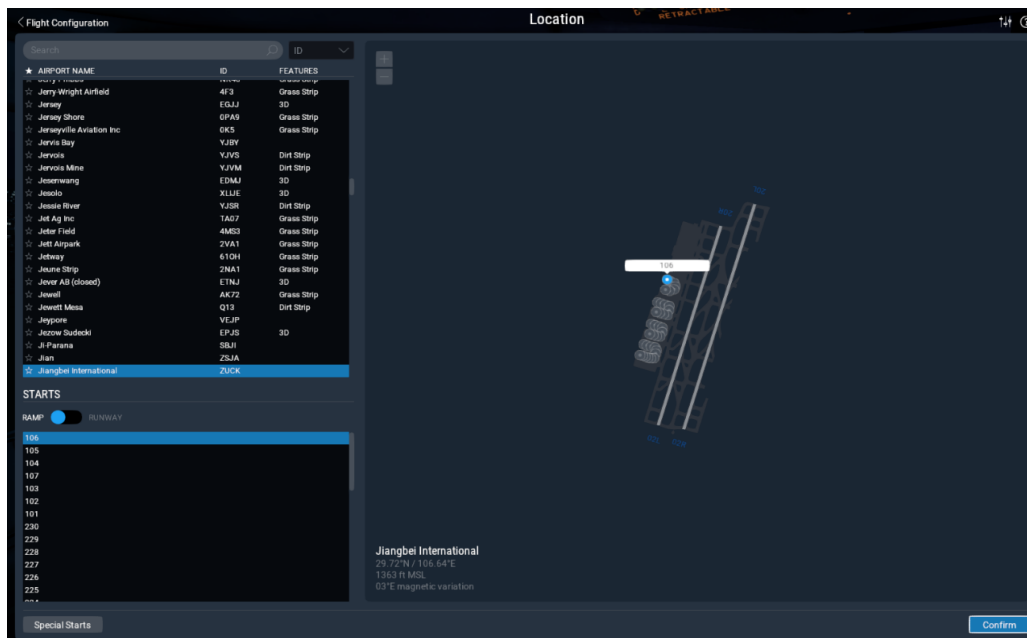 RETRACTABLE
Flight Configuration
Location
Search
ID
AIRPORT NAME ID FEATURES
Jerry-Wright Airfield 4F3 Grass Strip
Jersey EGJJ 3D
Jersey Shore 0PA9 Grass Strip
Jerseyville Aviation Inc 0K5 Grass Strip
Jervis Bay YJBY
Jervois YJVS Dirt Strip
Jervois Mine YJVM Dirt Strip
Jesenwang EDMJ 3D
Jesolo XLIJE 3D
Jessie River YJSR Dirt Strip
Jet Ag Inc TA07 Grass Strip
Jeter Field 4MS3 Grass Strip
Jett Airpark 2VA1 Grass Strip
Jetway 61OH Grass Strip
Jeune Strip 2NA1 Grass Strip
Jever AB (closed) ETNJ 3D
Jewell AK72 Grass Strip
Jewett Mesa Q13 Dirt Strip
Jeypore VEJP
Jezow Sudecki EPJS 3D
Ji-Parana SBJI
Jian ZSJA
Jiangbei International ZUCK
STARTS
RAMP RUNWAY
106
105
104
107
103
102
101
230
229
228
227
226
225
106
Jiangbei International
29.72°N / 106.64°E
1363 ft MSL
03°E magnetic variation
Special Starts
Confirm